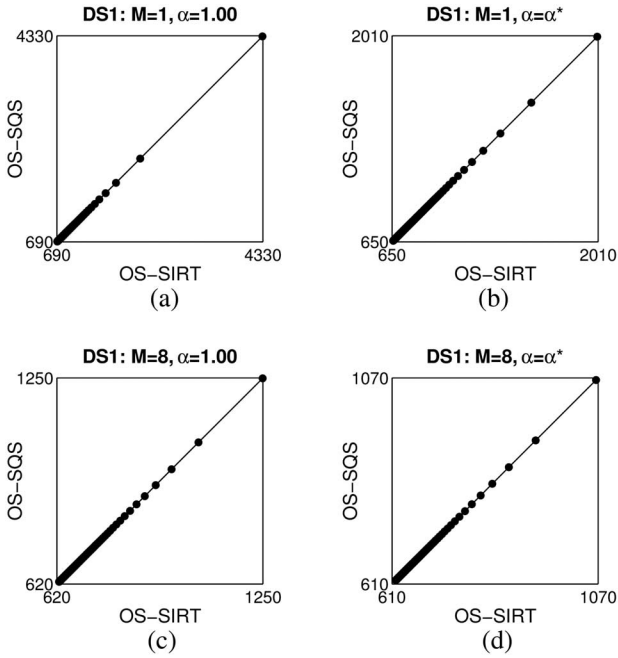 DS1: M=1, α=1.00
4330
OS−SQS
690
690
4330
OS−SIRT
(a)
DS1: M=1, α=α*
2010
OS−SQS
650
650
2010
OS−SIRT
(b)
DS1: M=8, α=1.00
1250
OS−SQS
620
620
1250
OS−SIRT
(c)
DS1: M=8, α=α*
1070
OS−SQS
610
610
1070
OS−SIRT
(d)